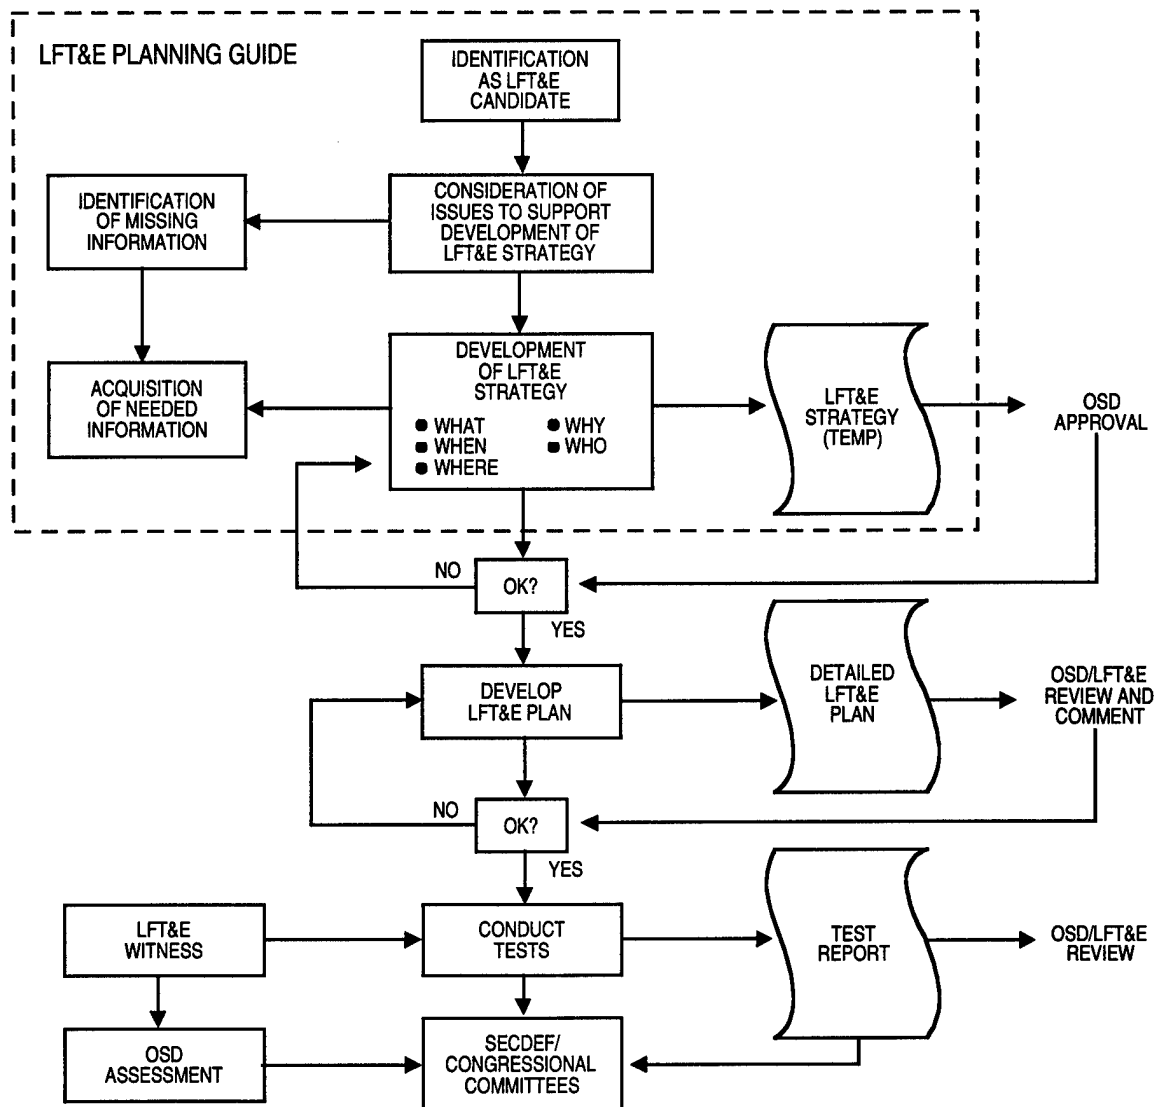 LFT&E PLANNING GUIDE
IDENTIFICATION
AS LFT&E
CANDIDATE
IDENTIFICATION
OF MISSING
INFORMATION
CONSIDERATION OF
ISSUES TO SUPPORT
DEVELOPMENT OF
LFT&E STRATEGY
ACQUISITION
OF NEEDED
INFORMATION
DEVELOPMENT
OF LFT&E
STRATEGY
● WHAT ● WHY
● WHEN ● WHO
● WHERE
LFT&E
STRATEGY
(TEMP)
OSD
APPROVAL
NO
OK?
YES
DEVELOP
LFT&E PLAN
DETAILED
LFT&E
PLAN
OSD/LFT&E
REVIEW AND
COMMENT
NO
OK?
YES
LFT&E
WITNESS
CONDUCT
TESTS
TEST
REPORT
OSD/LFT&E
REVIEW
OSD
ASSESSMENT
SECDEF/
CONGRESSIONAL
COMMITTEES